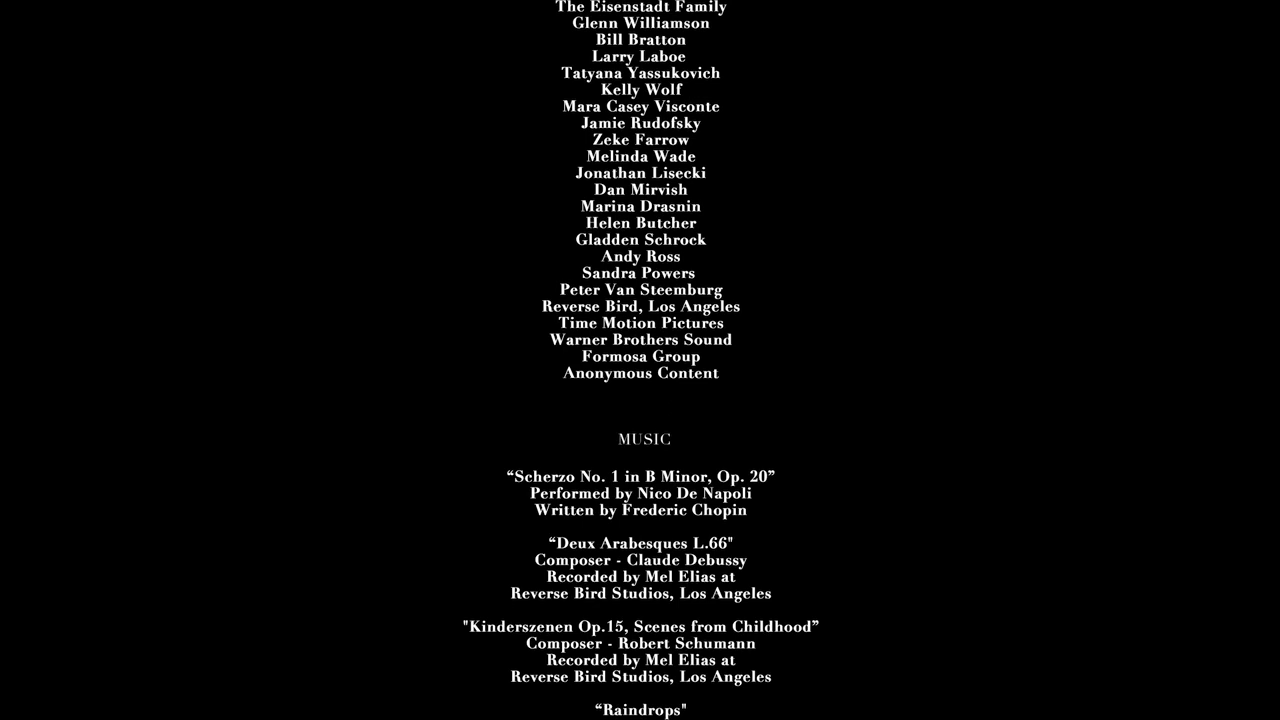 The Eisenstadt Family
Glenn Williamson
Bill Bratton
Larry Laboe
Tatyana Yassukovich
Kelly Wolf
Mara Casey Visconte
Jamie Rudofsky
Zeke Farrow
Melinda Wade
Jonathan Lisecki
Dan Mirvish
Marina Drasnin
Helen Butcher
Gladden Schrock
Andy Ross
Sandra Powers
Peter Van Steemburg
Reverse Bird, Los Angeles
Time Motion Pictures
Warner Brothers Sound
Formosa Group
Anonymous Content
MUSIC
“Scherzo No. 1 in B Minor, Op. 20”
Performed by Nico De Napoli
Written by Frederic Chopin
“Deux Arabesques L.66"
Composer - Claude Debussy
Recorded by Mel Elias at
Reverse Bird Studios, Los Angeles
"Kinderszenen Op.15, Scenes from Childhood”
Composer - Robert Schumann
Recorded by Mel Elias at
Reverse Bird Studios, Los Angeles
“Raindrops"